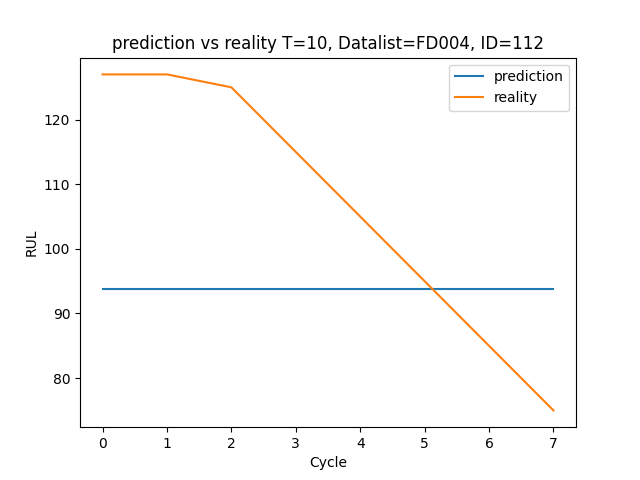 prediction vs reality T=10, Datalist=FD004, ID=112
prediction
reality
120
110
100
90
80
RUL
0 1 2 3 4 5 6 7
Cycle